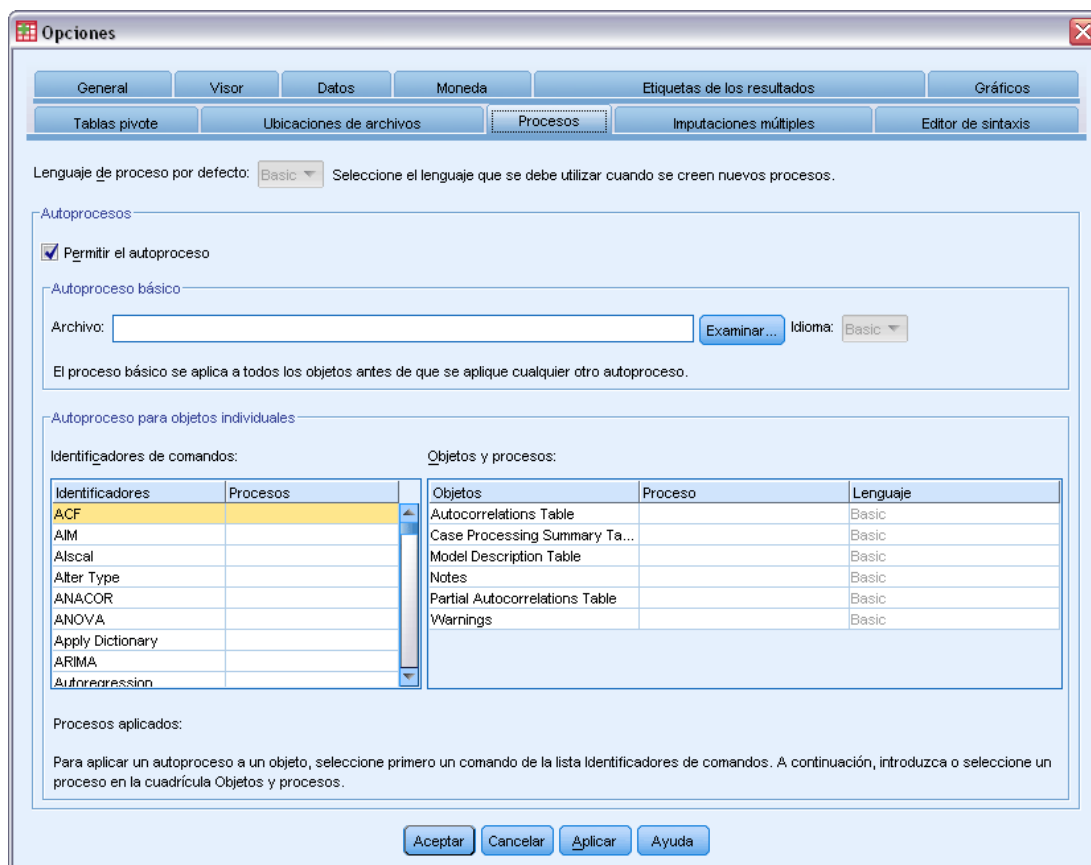 Opciones
General Visor Datos Moneda Etiquetas de los resultados Gráficos
Tablas pivote Ubicaciones de archivos Procesos Imputaciones múltiples Editor de sintaxis
Lenguaje de proceso por defecto: Basic Seleccione el lenguaje que se debe utilizar cuando se creen nuevos procesos.
Autoprocesos
Permitir el autoproceso
Autoproceso básico
Archivo: Examinar... Idioma: Basic
El proceso básico se aplica a todos los objetos antes de que se aplique cualquier otro autoproceso.
Autoproceso para objetos individuales
Identificadores de comandos: Objetos y procesos:
Identificadores Procesos Objetos Proceso Lenguaje
ACF Autocorrelations Table Basic
AIM Case Processing Summary Ta... Basic
Alscal Model Description Table Basic
Alter Type Notes Basic
ANACOR Partial Autocorrelations Table Basic
ANOVA Warnings Basic
Apply Dictionary
ARIMA
Autoregression
Procesos aplicados:
Para aplicar un autoproceso a un objeto, seleccione primero un comando de la lista Identificadores de comandos. A continuación, introduzca o seleccione un
proceso en la cuadrícula Objetos y procesos.
Aceptar Cancelar Aplicar Ayuda